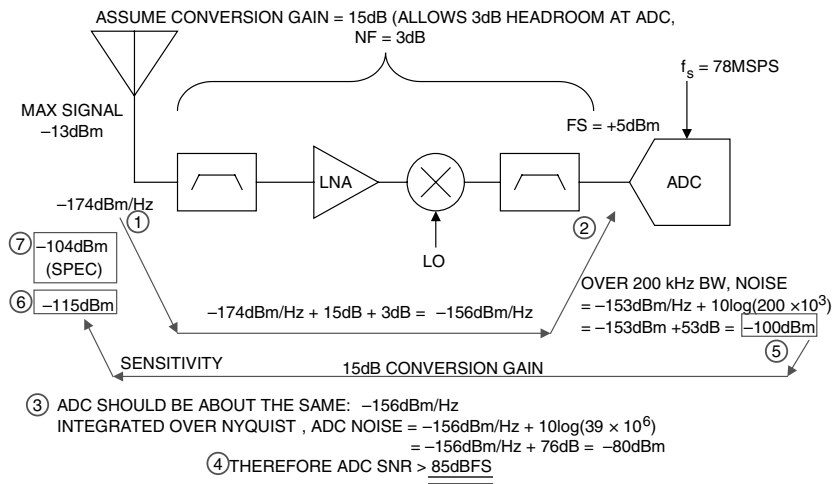 ASSUME CONVERSION GAIN = 15dB (ALLOWS 3dB HEADROOM AT ADC,
NF = 3dB
fs = 78MSPS
MAX SIGNAL
–13dBm
FS = +5dBm
LNA
ADC
LO
–174dBm/Hz
1
2
7 –104dBm
(SPEC)
6 –115dBm
–174dBm/Hz + 15dB + 3dB = –156dBm/Hz
OVER 200 kHz BW, NOISE
= –153dBm/Hz + 10log(200 ×10³)
= –153dBm +53dB = –100dBm
5
SENSITIVITY
15dB CONVERSION GAIN
3 ADC SHOULD BE ABOUT THE SAME: –156dBm/Hz
INTEGRATED OVER NYQUIST , ADC NOISE = –156dBm/Hz + 10log(39 × 10⁶)
= –156dBm/Hz + 76dB = –80dBm
4 THEREFORE ADC SNR > 85dBFS